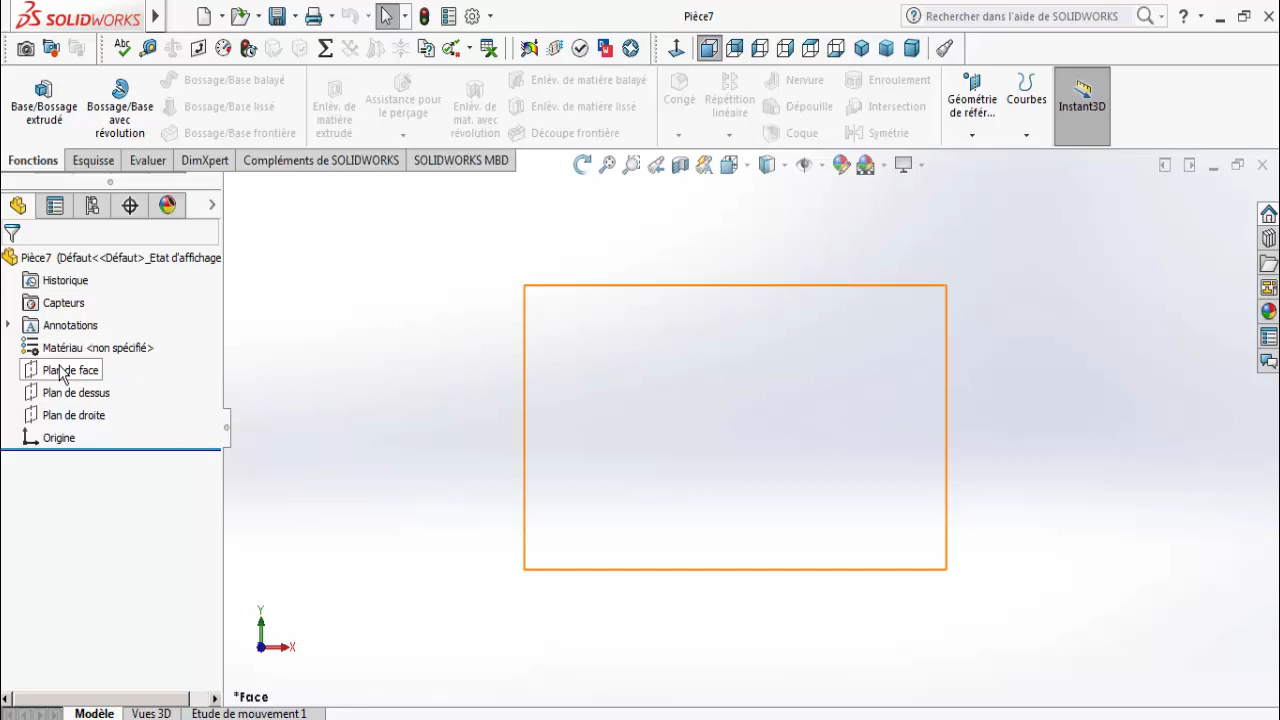 SOLIDWORKS
Pièce7
Rechercher dans l'aide de SOLIDWORKS
?
Abc
Base/Bossage
extrudé
Bossage/Base
avec
révolution
Bossage/Base balayé
Bossage/Base lissé
Bossage/Base frontière
Enlèv. de
matière
extrudé
Assistance pour
le perçage
Enlèv. de
mat. avec
révolution
Enlèv. de matière balayé
Enlèv. de matière lissé
Découpe frontière
Congé
Répétition
linéaire
Nervure
Dépouille
Coque
Enroulement
Intersection
Symétrie
Géométrie
de référ...
Courbes
Instant3D
Fonctions
Esquisse
Evaluer
DimXpert
Compléments de SOLIDWORKS
SOLIDWORKS MBD
Pièce7 (Défaut<<Défaut>_Etat d'affichage
Historique
Capteurs
Annotations
Matériau <non spécifié>
Plan de face
Plan de dessus
Plan de droite
Origine
Y
X
*Face
Modèle
Vues 3D
Etude de mouvement 1